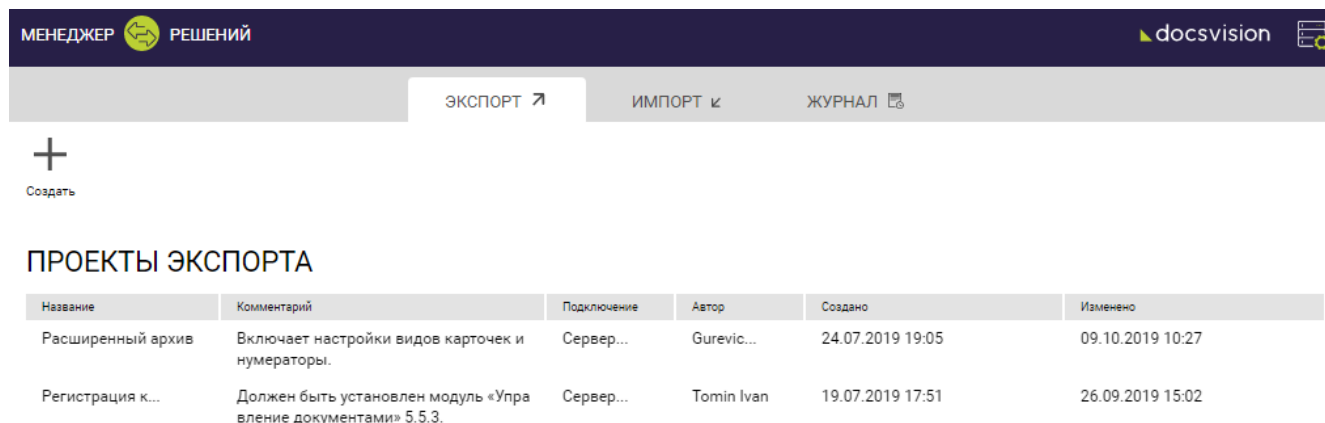 МЕНЕДЖЕР РЕШЕНИЙ docsvision
ЭКСПОРТ ИМПОРТ ЖУРНАЛ
Создать
ПРОЕКТЫ ЭКСПОРТА
Название Комментарий Подключение Автор Создано Изменено
Расширенный архив Включает настройки видов карточек и Сервер... Gurevic... 24.07.2019 19:05 09.10.2019 10:27
нумераторы.
Регистрация к... Должен быть установлен модуль «Упра Сервер... Tomin Ivan 19.07.2019 17:51 26.09.2019 15:02
вление документами» 5.5.3.